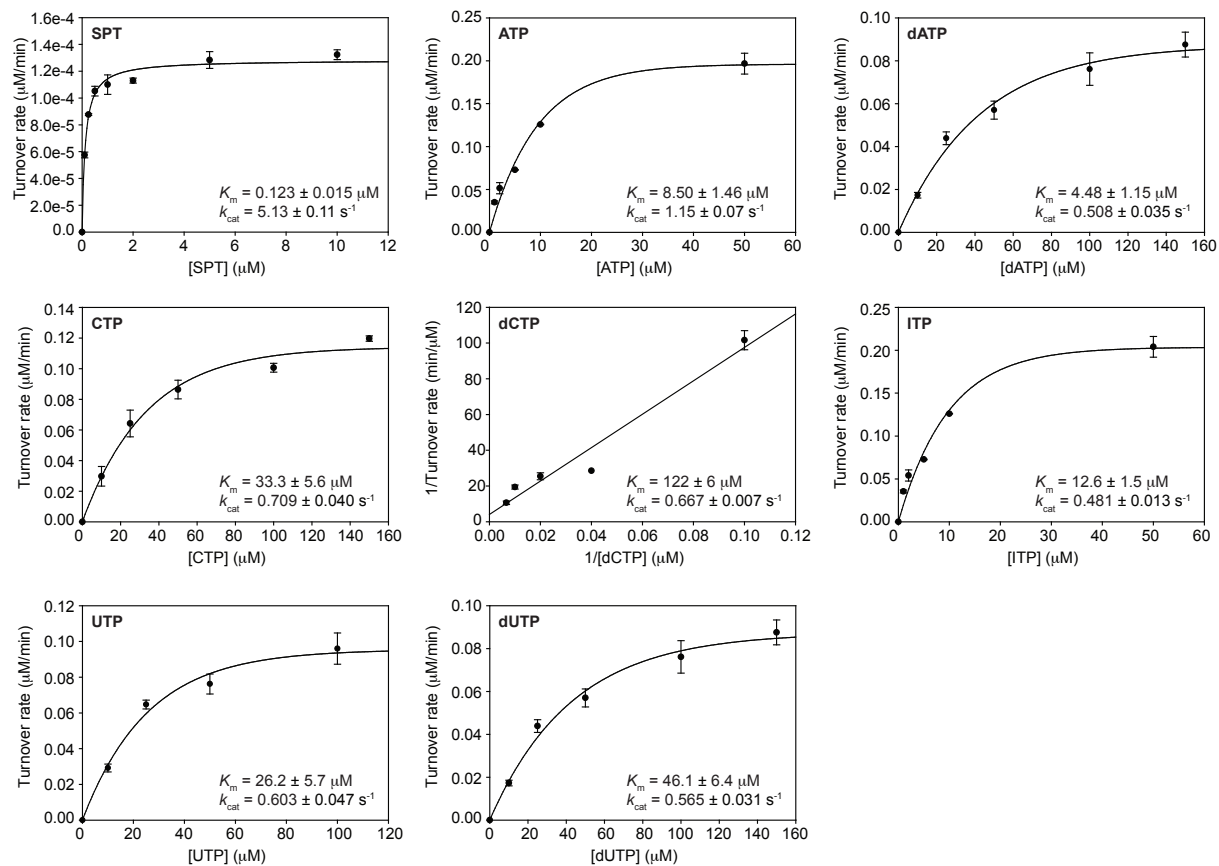 SPT
Turnover rate (μM/min)
1.6e-4
1.4e-4
1.2e-4
1.0e-4
8.0e-5
6.0e-5
4.0e-5
2.0e-5
0.0
Km = 0.123 ± 0.015 μM
kcat = 5.13 ± 0.11 s-1
0 2 4 6 8 10 12
[SPT] (μM)
ATP
Turnover rate (μM/min)
0.25
0.20
0.15
0.10
0.05
0.00
Km = 8.50 ± 1.46 μM
kcat = 1.15 ± 0.07 s-1
0 10 20 30 40 50 60
[ATP] (μM)
dATP
Turnover rate (μM/min)
0.10
0.08
0.06
0.04
0.02
0.00
Km = 4.48 ± 1.15 μM
kcat = 0.508 ± 0.035 s-1
0 20 40 60 80 100 120 140 160
[dATP] (μM)
CTP
Turnover rate (μM/min)
0.14
0.12
0.10
0.08
0.06
0.04
0.02
0.00
Km = 33.3 ± 5.6 μM
kcat = 0.709 ± 0.040 s-1
0 20 40 60 80 100 120 140 160
[CTP] (μM)
dCTP
1/Turnover rate (min/μM)
120
100
80
60
40
20
0
Km = 122 ± 6 μM
kcat = 0.667 ± 0.007 s-1
0.00 0.02 0.04 0.06 0.08 0.10 0.12
1/[dCTP] (μM)
ITP
Turnover rate (μM/min)
0.25
0.20
0.15
0.10
0.05
0.00
Km = 12.6 ± 1.5 μM
kcat = 0.481 ± 0.013 s-1
0 10 20 30 40 50 60
[ITP] (μM)
UTP
Turnover rate (μM/min)
0.12
0.10
0.08
0.06
0.04
0.02
0.00
Km = 26.2 ± 5.7 μM
kcat = 0.603 ± 0.047 s-1
0 20 40 60 80 100 120
[UTP] (μM)
dUTP
Turnover rate (μM/min)
0.10
0.08
0.06
0.04
0.02
0.00
Km = 46.1 ± 6.4 μM
kcat = 0.565 ± 0.031 s-1
0 20 40 60 80 100 120 140 160
[dUTP] (μM)